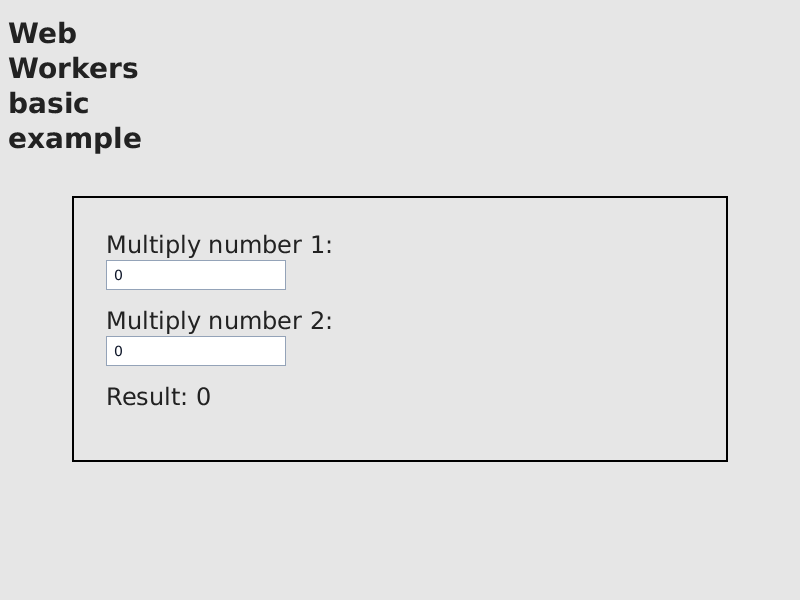 Web
Workers
basic
example
Multiply number 1:
0
Multiply number 2:
0
Result: 0